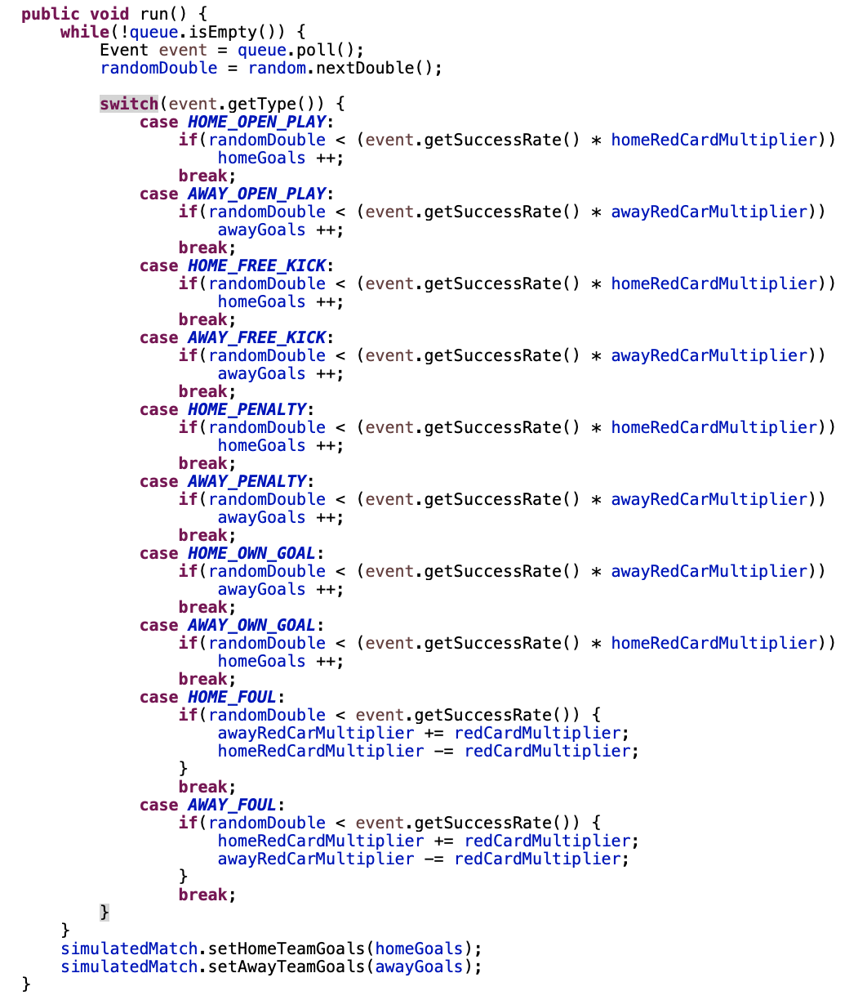 public void run() {
    while(!queue.isEmpty()) {
        Event event = queue.poll();
        randomDouble = random.nextDouble();

        switch(event.getType()) {
            case HOME_OPEN_PLAY:
                if(randomDouble < (event.getSuccessRate() * homeRedCardMultiplier))
                    homeGoals ++;
                break;
            case AWAY_OPEN_PLAY:
                if(randomDouble < (event.getSuccessRate() * awayRedCarMultiplier))
                    awayGoals ++;
                break;
            case HOME_FREE_KICK:
                if(randomDouble < (event.getSuccessRate() * homeRedCardMultiplier))
                    homeGoals ++;
                break;
            case AWAY_FREE_KICK:
                if(randomDouble < (event.getSuccessRate() * awayRedCarMultiplier))
                    awayGoals ++;
                break;
            case HOME_PENALTY:
                if(randomDouble < (event.getSuccessRate() * homeRedCardMultiplier))
                    homeGoals ++;
                break;
            case AWAY_PENALTY:
                if(randomDouble < (event.getSuccessRate() * awayRedCarMultiplier))
                    awayGoals ++;
                break;
            case HOME_OWN_GOAL:
                if(randomDouble < (event.getSuccessRate() * awayRedCarMultiplier))
                    awayGoals ++;
                break;
            case AWAY_OWN_GOAL:
                if(randomDouble < (event.getSuccessRate() * homeRedCardMultiplier))
                    homeGoals ++;
                break;
            case HOME_FOUL:
                if(randomDouble < event.getSuccessRate()) {
                    awayRedCarMultiplier += redCardMultiplier;
                    homeRedCardMultiplier -= redCardMultiplier;
                }
                break;
            case AWAY_FOUL:
                if(randomDouble < event.getSuccessRate()) {
                    homeRedCardMultiplier += redCardMultiplier;
                    awayRedCarMultiplier -= redCardMultiplier;
                }
                break;
        }
    }
    simulatedMatch.setHomeTeamGoals(homeGoals);
    simulatedMatch.setAwayTeamGoals(awayGoals);
}